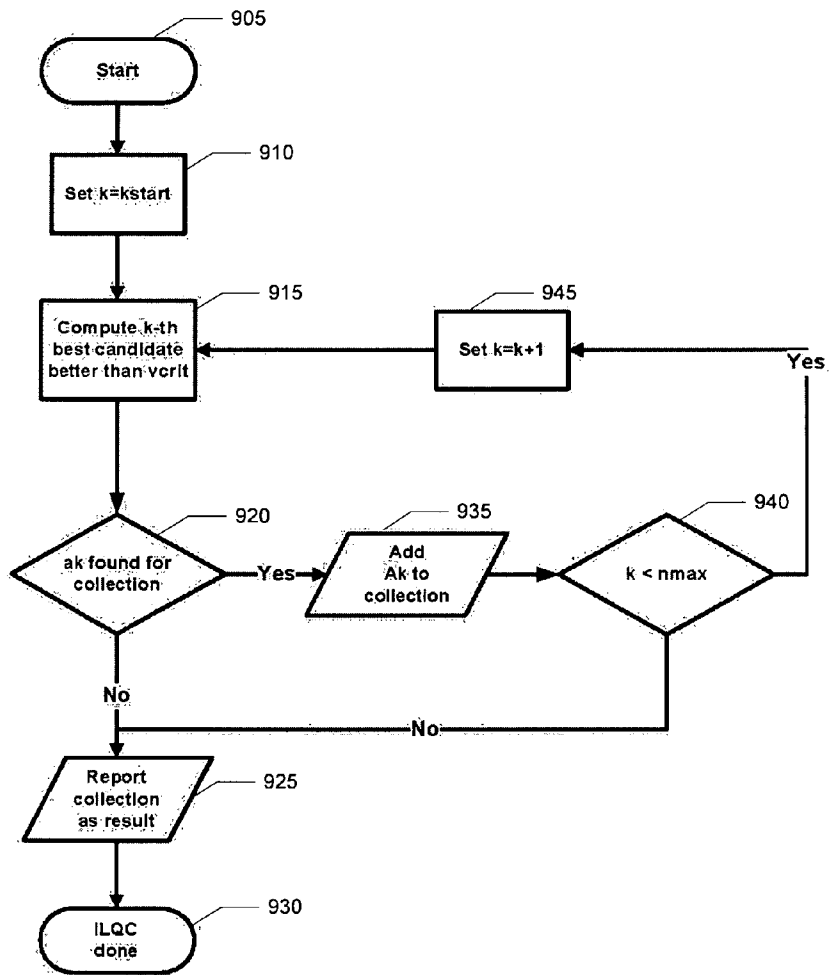 905
Start
910
Set k=kstart
915
Compute k-th
best candidate
better than vcrit
945
Set k=k+1
Yes
920
ak found for
collection
Yes
935
Add
Ak to
collection
940
k < nmax
No
No
Report
collection
as result
925
ILQC
done
930